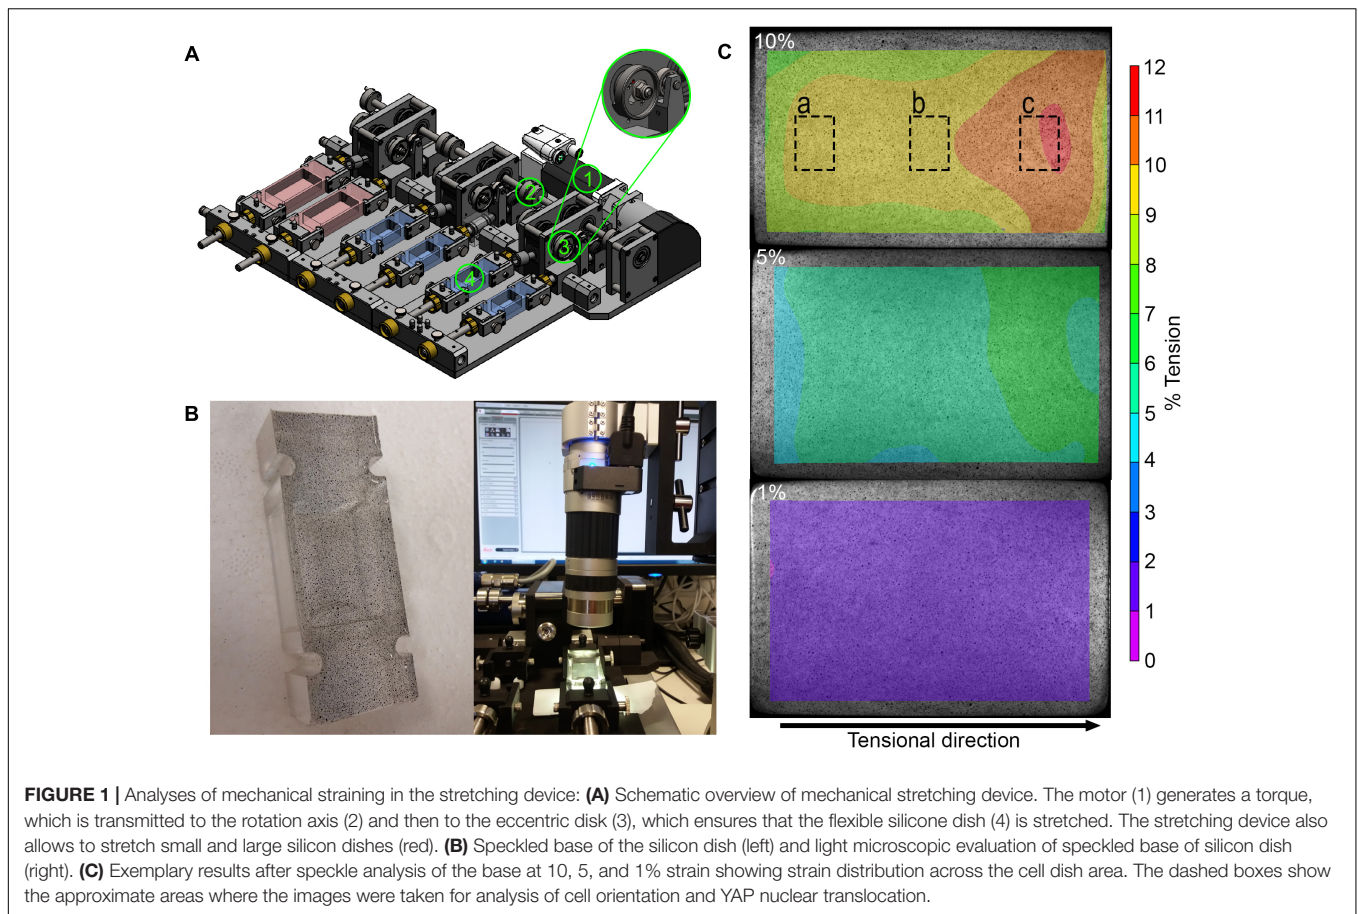 A
1
2
3
4
B
C
10%
a
b
c
5%
1%
12
11
10
9
8
7
6
5
4
3
2
1
0
% Tension
Tensional direction
FIGURE 1 | Analyses of mechanical straining in the stretching device: (A) Schematic overview of mechanical stretching device. The motor (1) generates a torque,
which is transmitted to the rotation axis (2) and then to the eccentric disk (3), which ensures that the flexible silicone dish (4) is stretched. The stretching device also
allows to stretch small and large silicon dishes (red). (B) Speckled base of the silicon dish (left) and light microscopic evaluation of speckled base of silicon dish
(right). (C) Exemplary results after speckle analysis of the base at 10, 5, and 1% strain showing strain distribution across the cell dish area. The dashed boxes show
the approximate areas where the images were taken for analysis of cell orientation and YAP nuclear translocation.